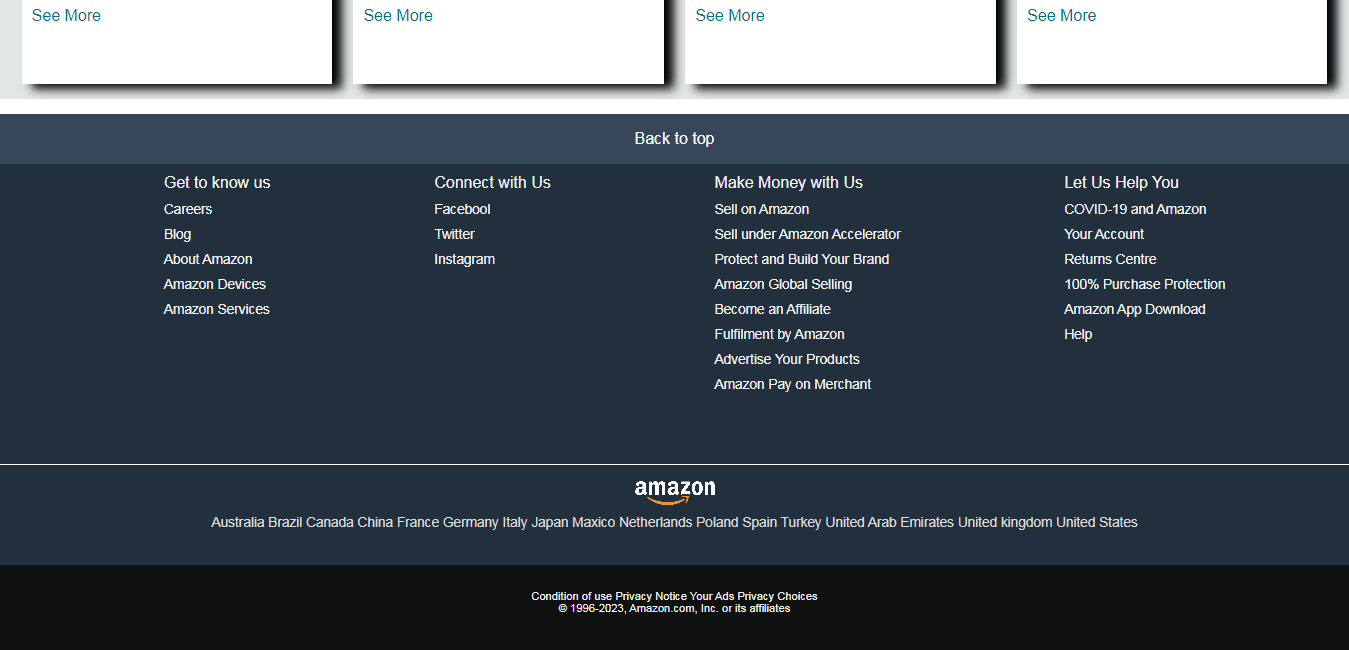 See More See More See More See More
Back to top
Get to know us
Careers
Blog
About Amazon
Amazon Devices
Amazon Services
Connect with Us
Facebool
Twitter
Instagram
Make Money with Us
Sell on Amazon
Sell under Amazon Accelerator
Protect and Build Your Brand
Amazon Global Selling
Become an Affiliate
Fulfilment by Amazon
Advertise Your Products
Amazon Pay on Merchant
Let Us Help You
COVID-19 and Amazon
Your Account
Returns Centre
100% Purchase Protection
Amazon App Download
Help
amazon
Australia Brazil Canada China France Germany Italy Japan Maxico Netherlands Poland Spain Turkey United Arab Emirates United kingdom United States
Condition of use Privacy Notice Your Ads Privacy Choices
© 1996-2023, Amazon.com, Inc. or its affiliates